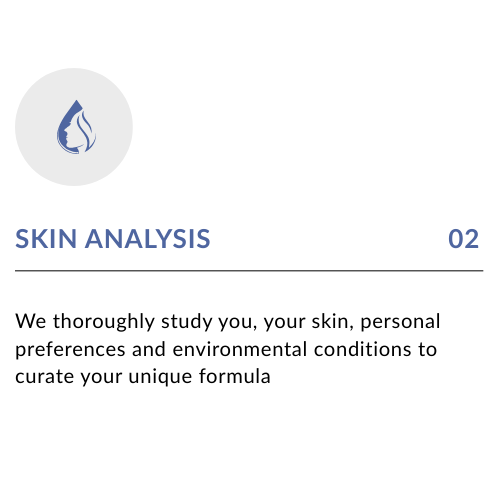 SKIN ANALYSIS 02
We thoroughly study you, your skin, personal
preferences and environmental conditions to
curate your unique formula